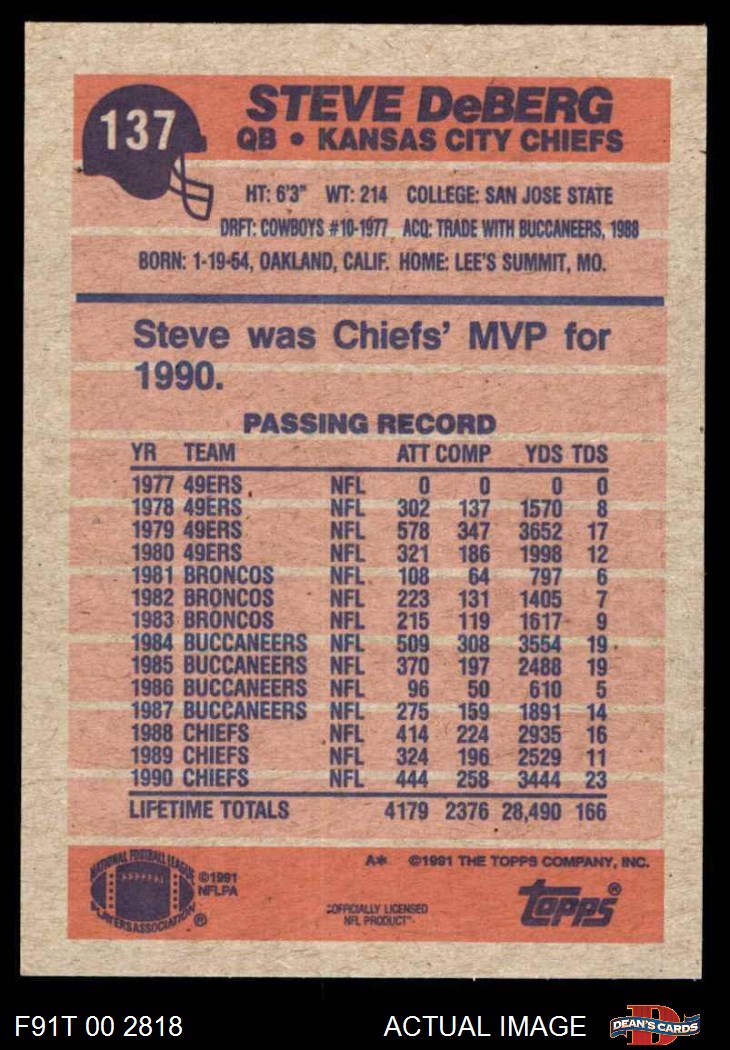 137
STEVE DeBERG
QB • KANSAS CITY CHIEFS
HT: 6'3" WT: 214 COLLEGE: SAN JOSE STATE
DRFT: COWBOYS #10-1977 ACQ: TRADE WITH BUCCANEERS, 1988
BORN: 1-19-54, OAKLAND, CALIF. HOME: LEE'S SUMMIT, MO.
Steve was Chiefs' MVP for
1990.
PASSING RECORD
YR TEAM ATT COMP YDS TDS
1977 49ERS NFL 0 0 0 0
1978 49ERS NFL 302 137 1570 8
1979 49ERS NFL 578 347 3652 17
1980 49ERS NFL 321 186 1998 12
1981 BRONCOS NFL 108 64 797 6
1982 BRONCOS NFL 223 131 1405 7
1983 BRONCOS NFL 215 119 1617 9
1984 BUCCANEERS NFL 509 308 3554 19
1985 BUCCANEERS NFL 370 197 2488 19
1986 BUCCANEERS NFL 96 50 610 5
1987 BUCCANEERS NFL 275 159 1891 14
1988 CHIEFS NFL 414 224 2935 16
1989 CHIEFS NFL 324 196 2529 11
1990 CHIEFS NFL 444 258 3444 23
LIFETIME TOTALS 4179 2376 28,490 166
A* ©1991 THE TOPPS COMPANY, INC.
NATIONAL FOOTBALL LEAGUE
PLAYERS ASSOCIATION ®
©1991
NFLPA
OFFICIALLY LICENSED
NFL PRODUCT
TOPPS®
F91T 00 2818
ACTUAL IMAGE
D
DEAN'S CARDS